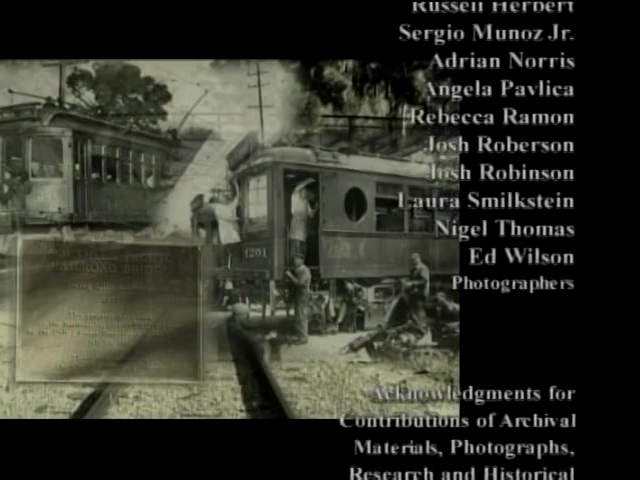 Russell Herbert
Sergio Munoz Jr.
Adrian Norris
Angela Pavlica
Rebecca Ramon
Josh Roberson
Josh Robinson
Laura Smilkstein
Nigel Thomas
Ed Wilson
Photographers
1201
Acknowledgments for
Contributions of Archival
Materials, Photographs,
Research and Historical